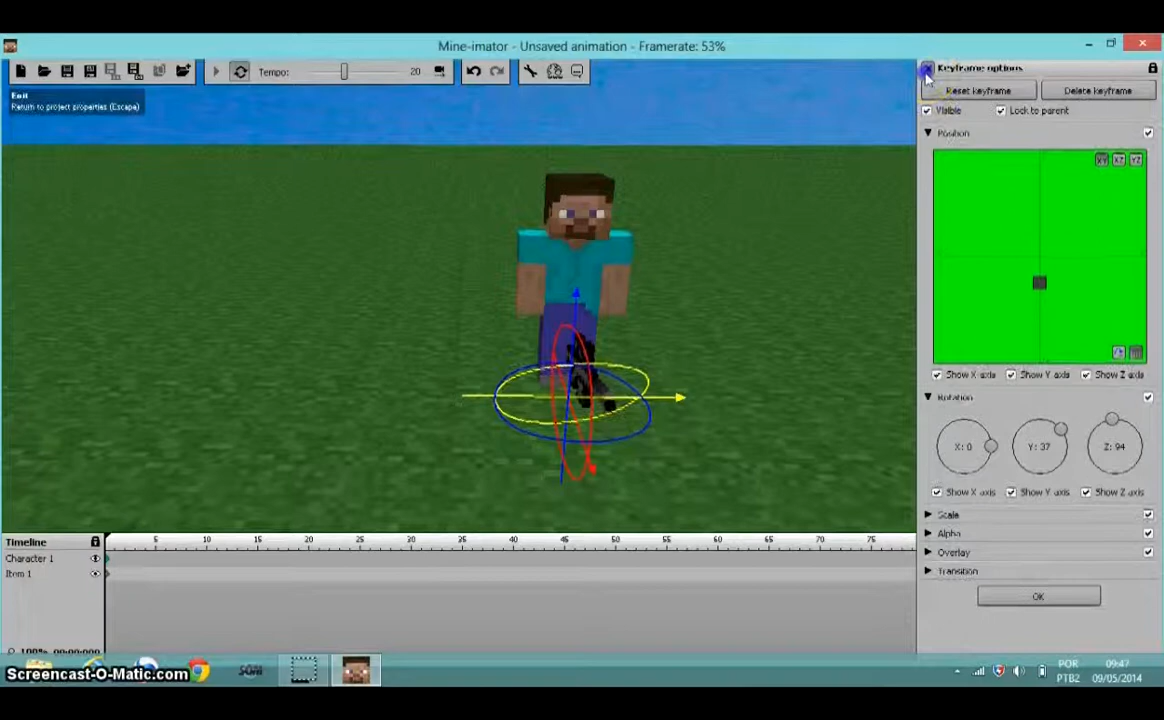 Mine-imator - Unsaved animation - Framerate: 53%
Tempo: 20
Exit
Return to project properties (Escape)
Keyframe options
Reset keyframe Delete keyframe
Visible Lock to parent
Position
XY XZ YZ
Show X axis Show Y axis Show Z axis
Rotation
X: 0 Y: 37 Z: 94
Show X axis Show Y axis Show Z axis
Scale
Alpha
Overlay
Transition
OK
Timeline 5 10 15 20 25 30 35 40 45 50 55 60 65 70 75
Character 1
Item 1
100%
Screencast-O-Matic.com
POR 09:47
PTB2 09/05/2014